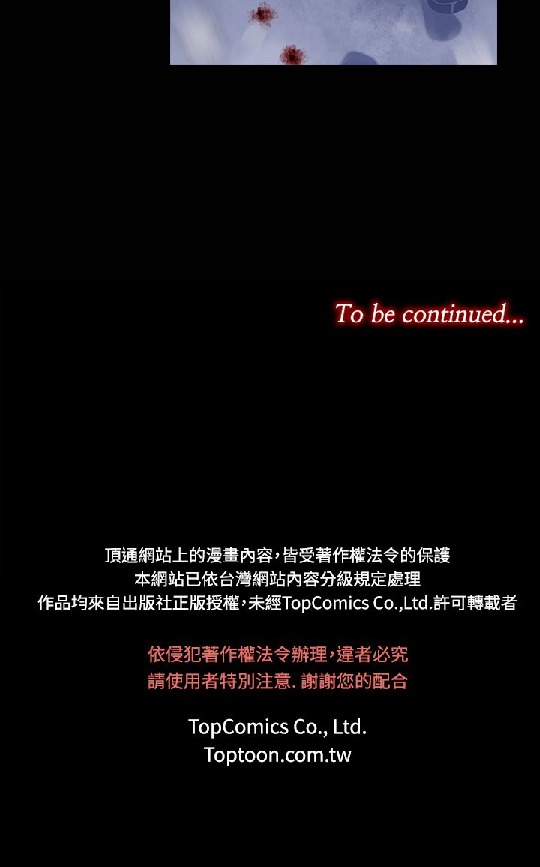 To be continued...
頂通網站上的漫畫內容,皆受著作權法令的保護
本網站已依台灣網站內容分級規定處理
作品均來自出版社正版授權,未經TopComics Co.,Ltd.許可轉載者
依侵犯著作權法令辦理,違者必究
請使用者特別注意. 謝謝您的配合
TopComics Co., Ltd.
Toptoon.com.tw